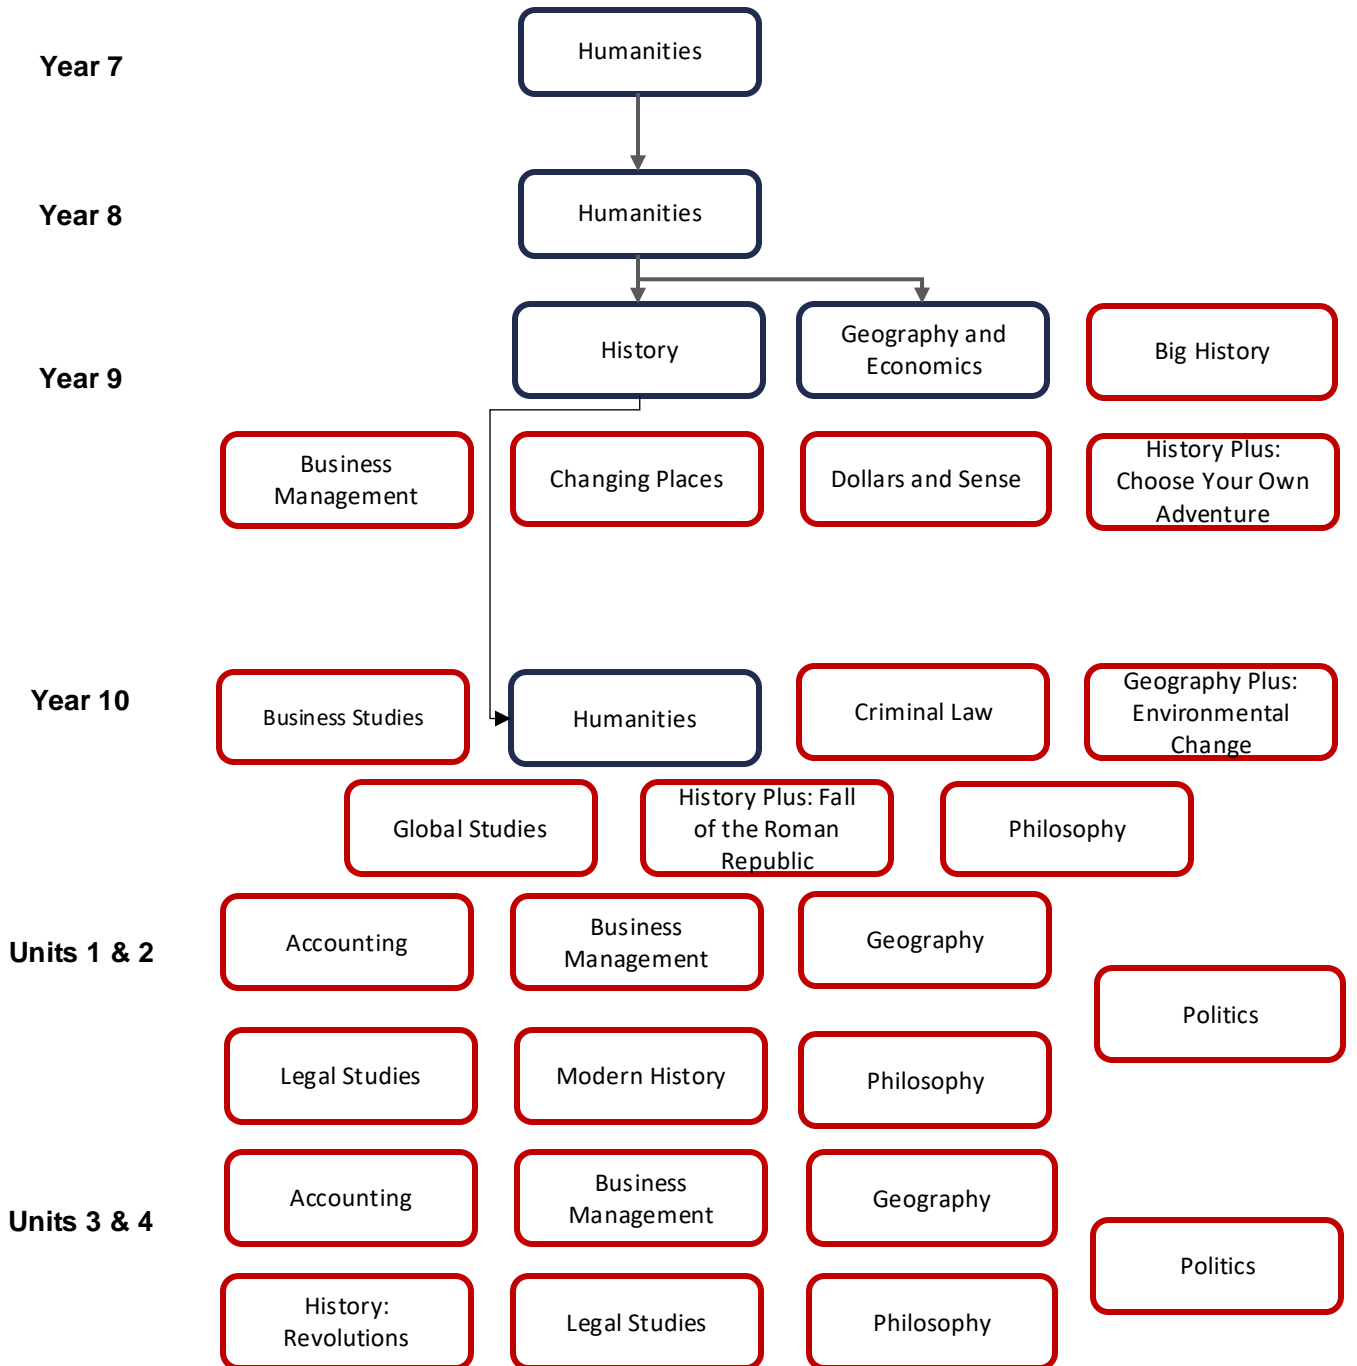 Year 7
Humanities
Year 8
Humanities
Year 9
History
Geography and
Economics
Big History
Business
Management
Changing Places
Dollars and Sense
History Plus:
Choose Your Own
Adventure
Year 10
Business Studies
Humanities
Criminal Law
Geography Plus:
Environmental
Change
Global Studies
History Plus: Fall
of the Roman
Republic
Philosophy
Units 1 & 2
Accounting
Business
Management
Geography
Politics
Legal Studies
Modern History
Philosophy
Units 3 & 4
Accounting
Business
Management
Geography
Politics
History:
Revolutions
Legal Studies
Philosophy